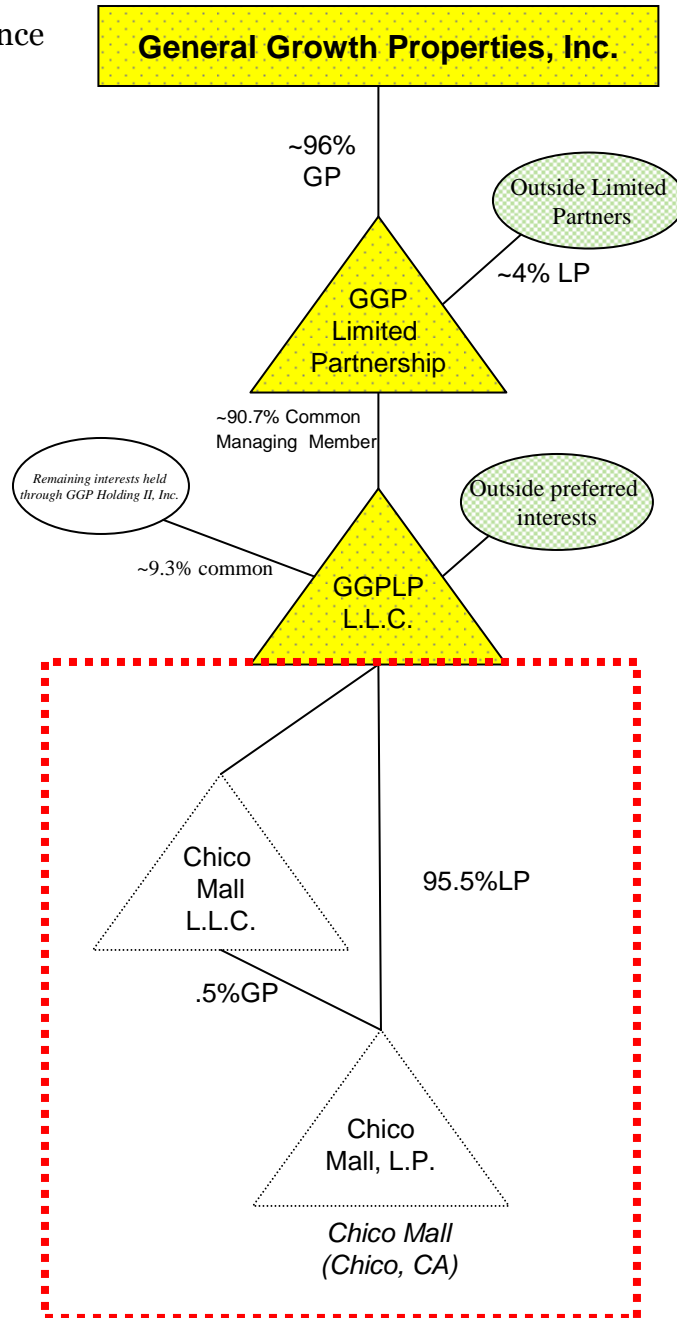 nce
General Growth Properties, Inc.
~96%
GP
Outside Limited
Partners
~4% LP
GGP
Limited
Partnership
~90.7% Common
Managing Member
Remaining interests held
through GGP Holding II, Inc.
Outside preferred
interests
~9.3% common
GGPLP
L.L.C.
Chico
Mall
L.L.C.
95.5%LP
.5%GP
Chico
Mall, L.P.
Chico Mall
(Chico, CA)